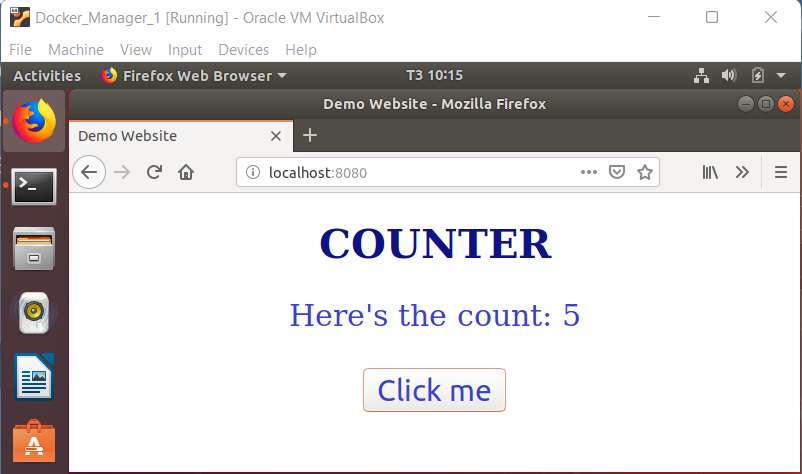 Docker_Manager_1 [Running] - Oracle VM VirtualBox
File Machine View Input Devices Help
Activities Firefox Web Browser T3 10:15
Demo Website - Mozilla Firefox
Demo Website
localhost:8080
COUNTER
Here's the count: 5
Click me